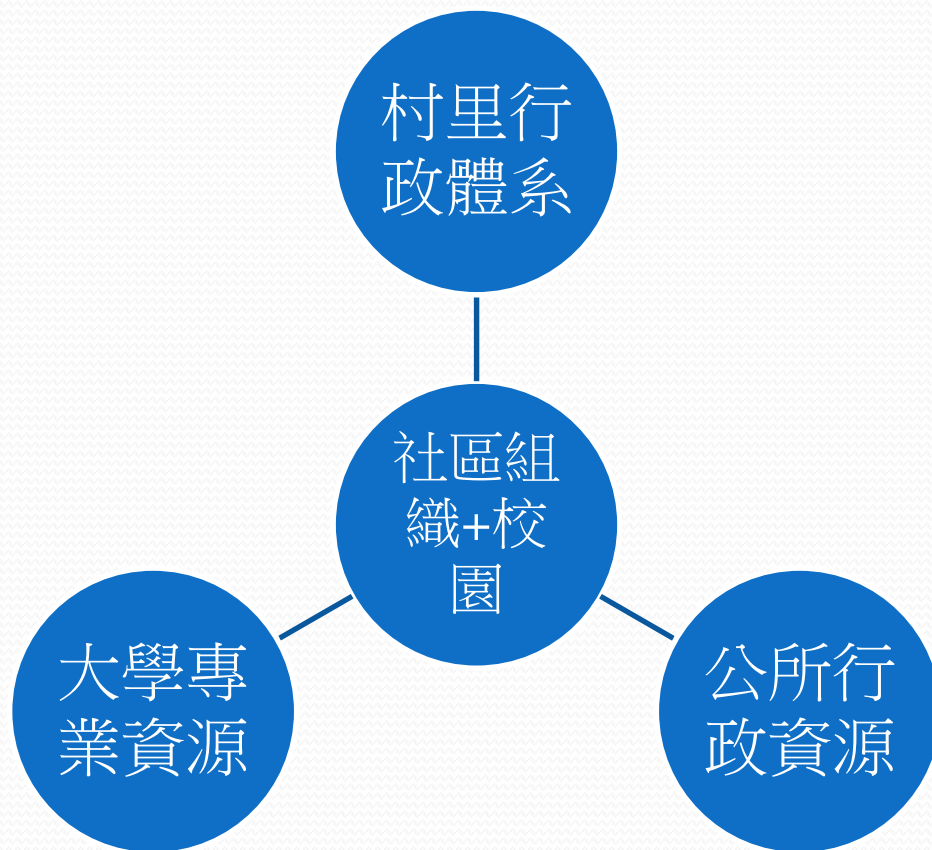 村里行
政體系
社區組
織+校
園
大學專
業資源
公所行
政資源